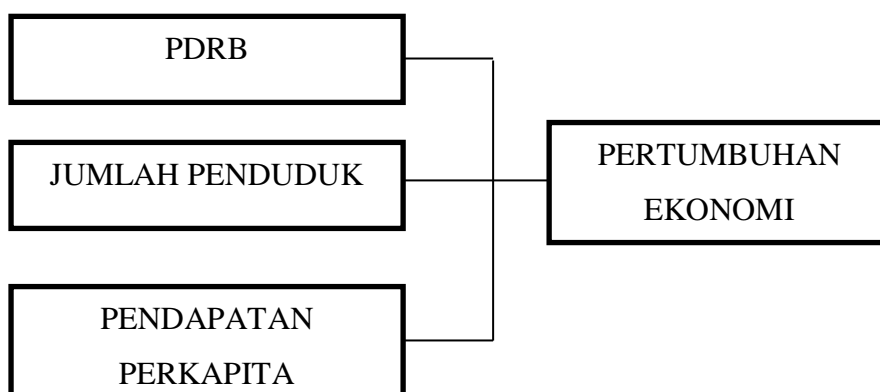 PDRB
JUMLAH PENDUDUK
PENDAPATAN
PERKAPITA
PERTUMBUHAN
EKONOMI